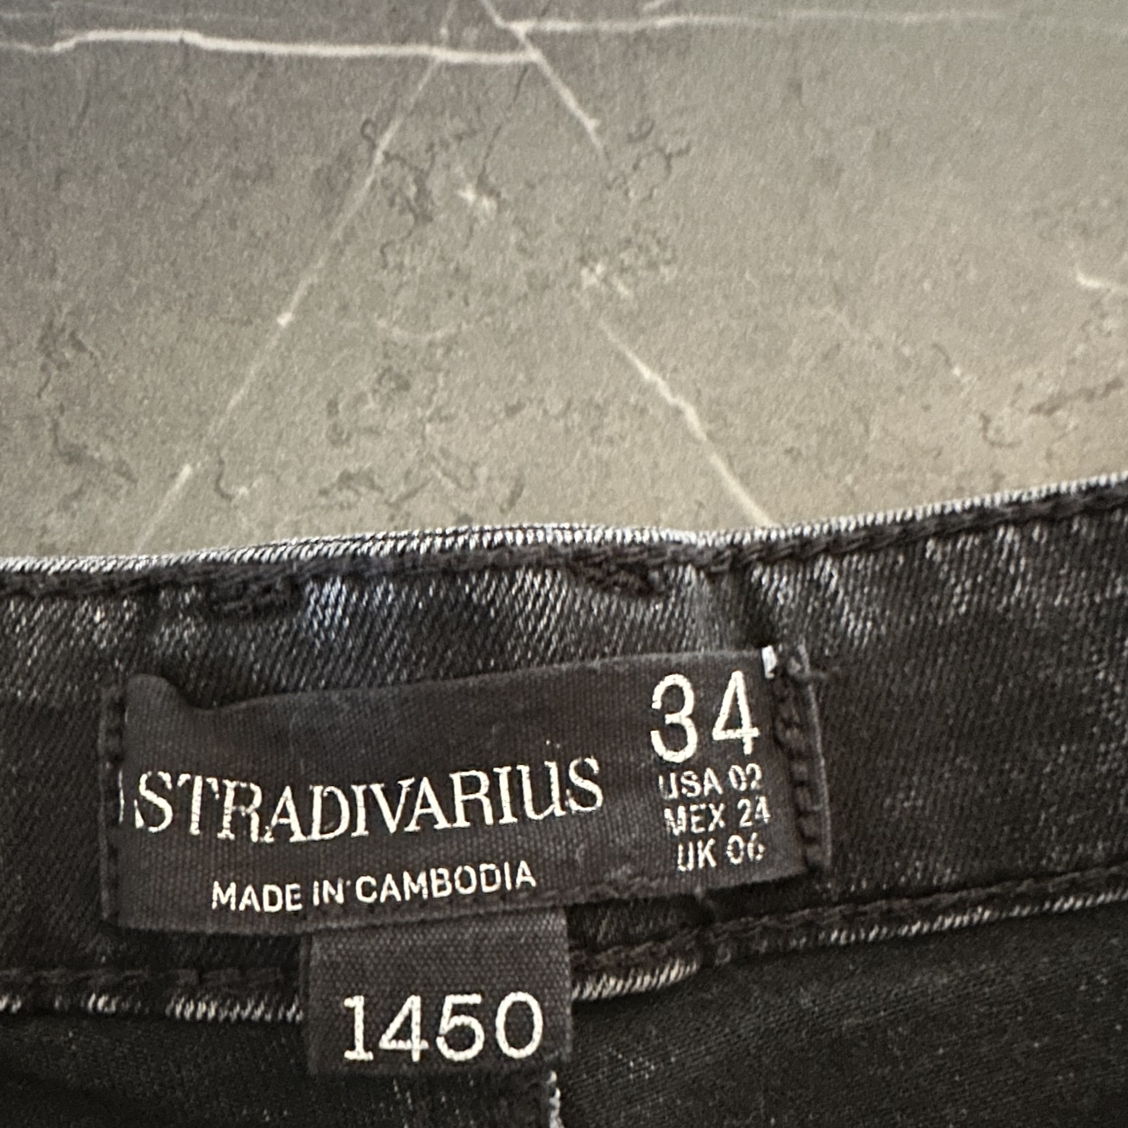 34
STRADIVARIUS
USA 02
MEX 24
UK 06
MADE IN CAMBODIA
1450